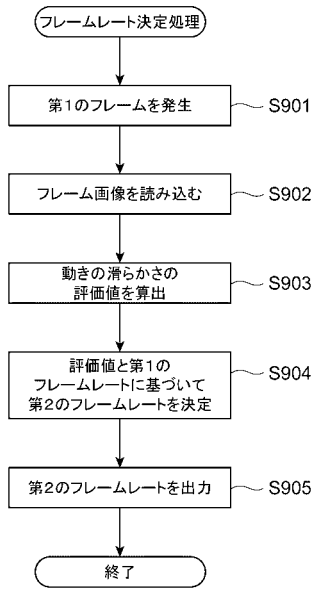 フレームレート決定処理
第1のフレームを発生
S901
フレーム画像を読み込む
S902
動きの滑らかさの
評価値を算出
S903
評価値と第1の
フレームレートに基づいて
第2のフレームレートを決定
S904
第2のフレームレートを出力
S905
終了